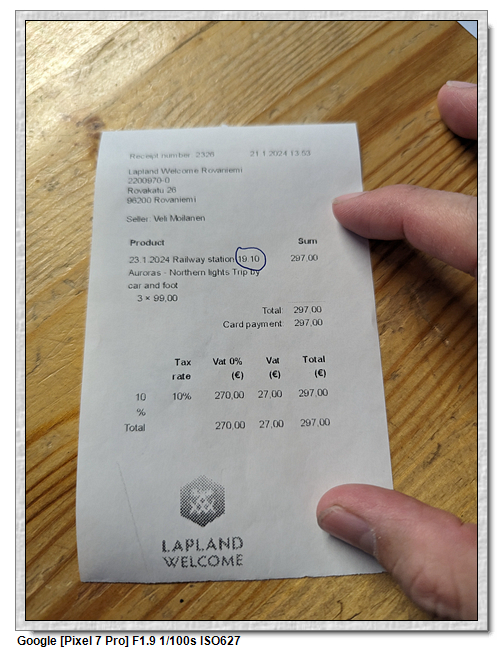 Receipt number 2326 21.1.2024 13:53
Lapland Welcome Rovaniemi
2200970-0
Rovakatu 26
96200 Rovaniemi
Seller: Veli Moilanen
Product Sum
23.1.2024 Railway station 19.10 297,00
Auroras - Northern lights Trip by
car and foot
3 × 99,00
Total 297,00
Card payment 297,00
Tax Vat 0% Vat Total
rate (€) (€) (€)
10 10% 270,00 27,00 297,00
%
Total 270,00 27,00 297,00
LAPLAND
WELCOME
Google [Pixel 7 Pro] F1.9 1/100s ISO627